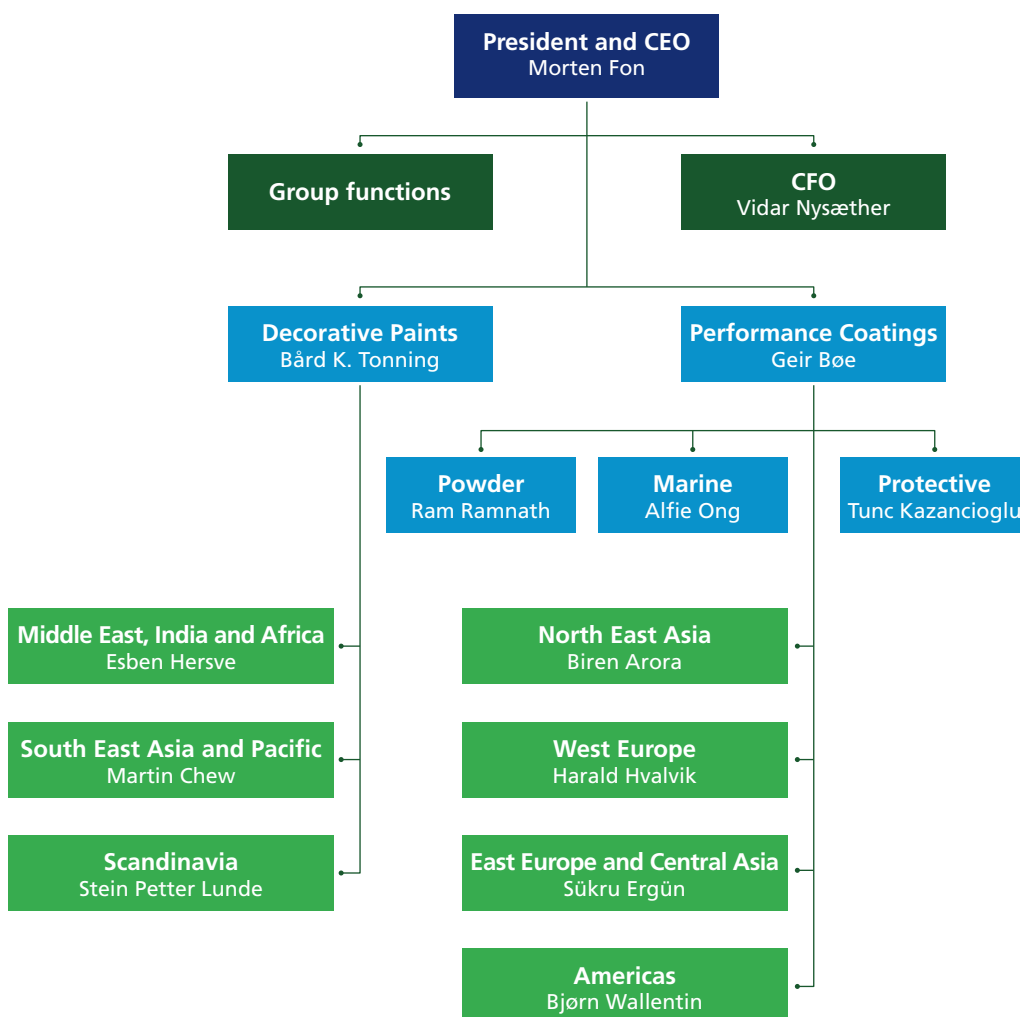 President and CEO
Morten Fon
Group functions
CFO
Vidar Nysæther
Decorative Paints
Bård K. Tonning
Performance Coatings
Geir Bøe
Powder
Ram Ramnath
Marine
Alfie Ong
Protective
Tunc Kazancioglu
Middle East, India and Africa
Esben Hersve
North East Asia
Biren Arora
South East Asia and Pacific
Martin Chew
West Europe
Harald Hvalvik
Scandinavia
Stein Petter Lunde
East Europe and Central Asia
Sükru Ergün
Americas
Bjørn Wallentin